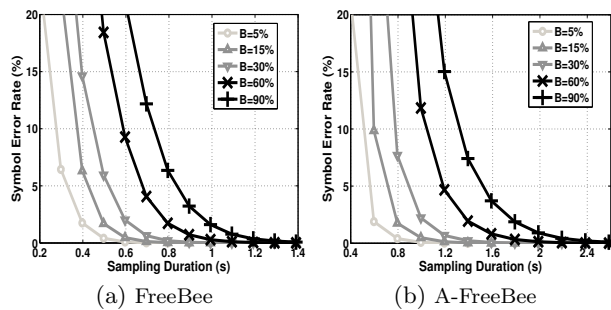 Symbol Error Rate (%)
20
15
10
5
0
0.2 0.4 0.6 0.8 1 1.2 1.4
Sampling Duration (s)
B=5%
B=15%
B=30%
B=60%
B=90%
(a) FreeBee
Symbol Error Rate (%)
20
15
10
5
0
0.4 0.8 1.2 1.6 2 2.4
Sampling Duration (s)
B=5%
B=15%
B=30%
B=60%
B=90%
(b) A-FreeBee